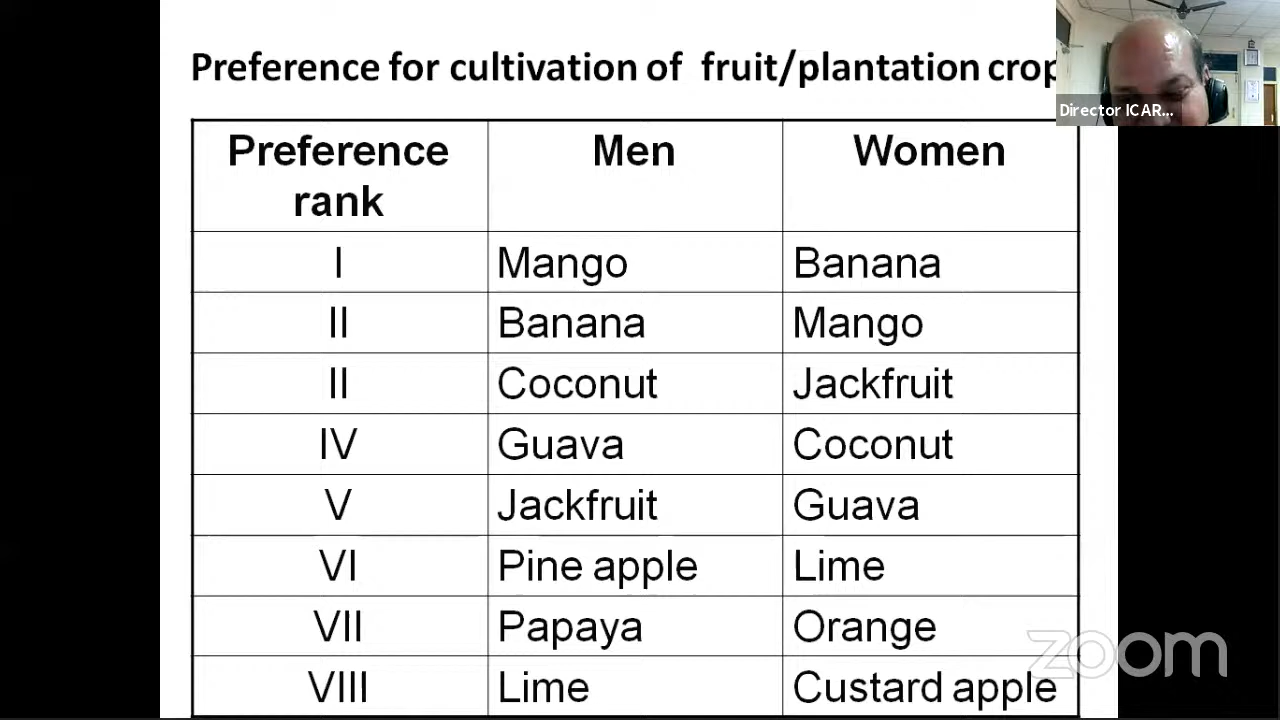 Preference for cultivation of fruit/plantation crop
Director ICAR...
Preference rank Men Women
I Mango Banana
II Banana Mango
II Coconut Jackfruit
IV Guava Coconut
V Jackfruit Guava
VI Pine apple Lime
VII Papaya Orange
VIII Lime Custard apple
zoom